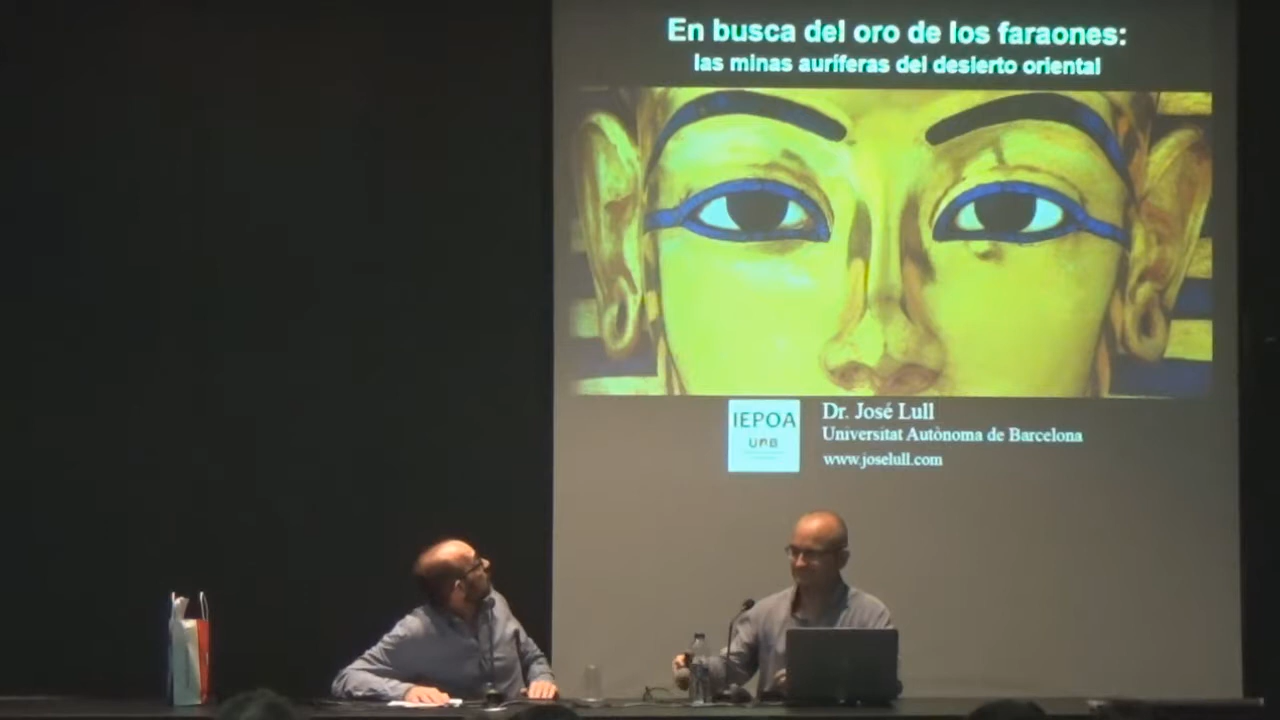 En busca del oro de los faraones:
las minas auríferas del desierto oriental
IEPOA
UAB
Dr. José Lull
Universitat Autònoma de Barcelona
www.joselull.com